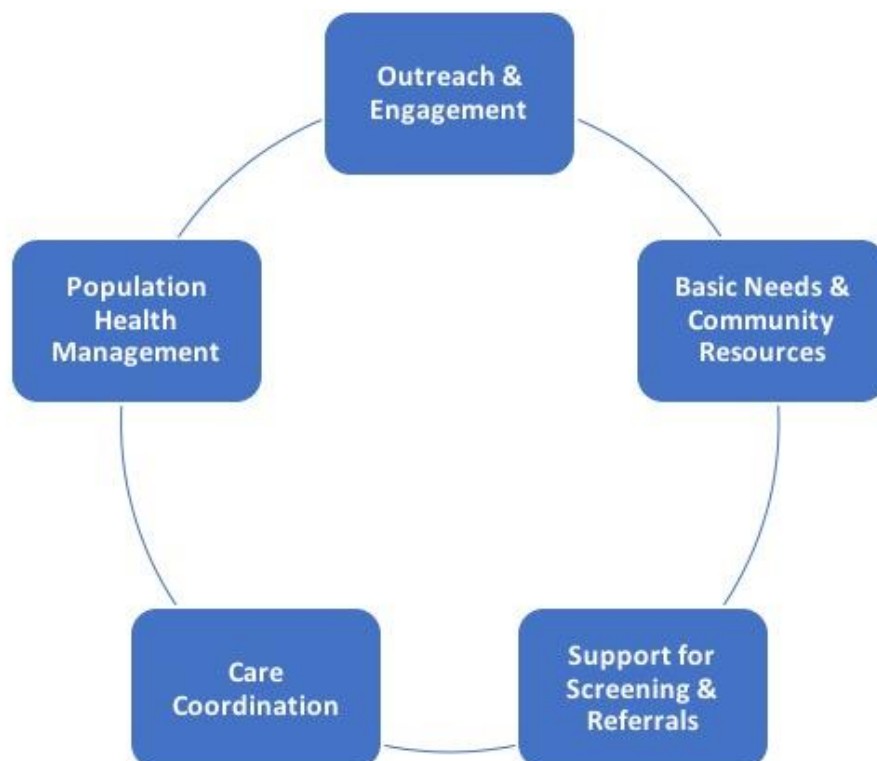 Outreach &
Engagement
Basic Needs &
Community
Resources
Support for
Screening &
Referrals
Care
Coordination
Population
Health
Management